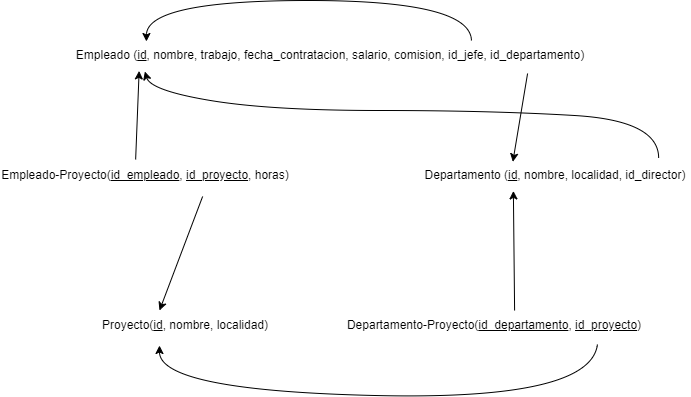 Empleado (id, nombre, trabajo, fecha_contratacion, salario, comision, id_jefe, id_departamento)
Empleado-Proyecto(id_empleado, id_proyecto, horas)
Departamento (id, nombre, localidad, id_director)
Proyecto(id, nombre, localidad)
Departamento-Proyecto(id_departamento, id_proyecto)